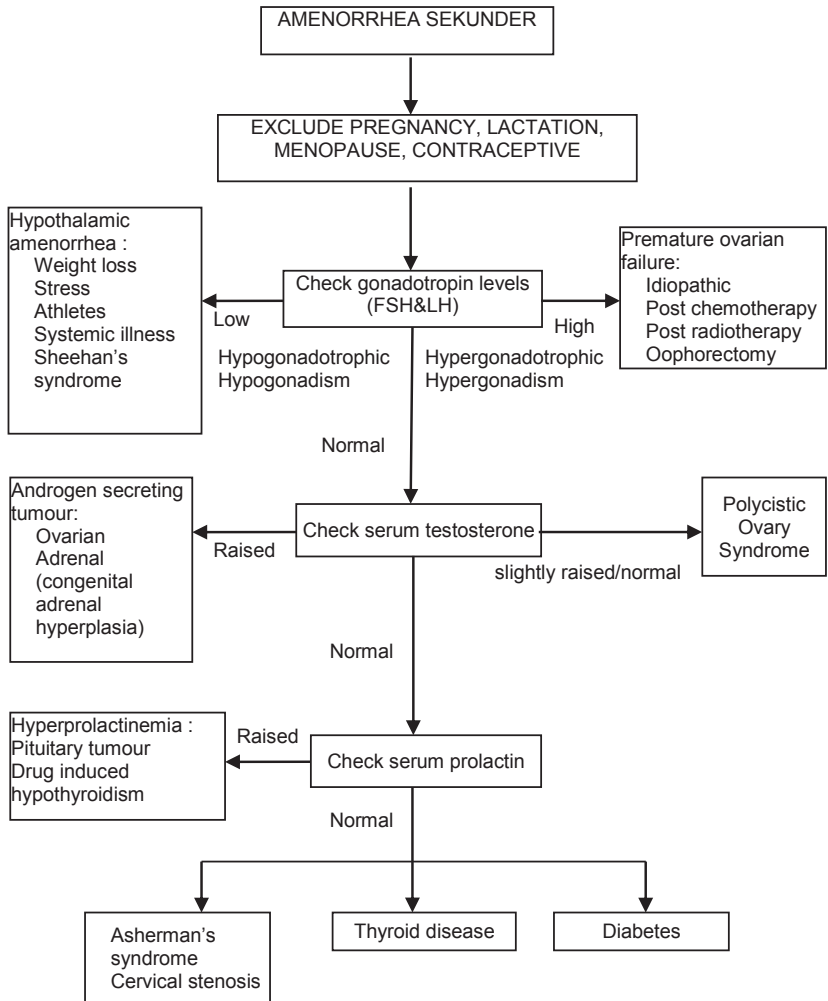 AMENORRHEA SEKUNDER
EXCLUDE PREGNANCY, LACTATION,
MENOPAUSE, CONTRACEPTIVE
Hypothalamic
amenorrhea :
Weight loss
Stress
Athletes
Systemic illness
Sheehan's
syndrome
Check gonadotropin levels
(FSH&LH)
Premature ovarian
failure:
Idiopathic
Post chemotherapy
Post radiotherapy
Oophorectomy
Low
High
Hypogonadotrophic
Hypogonadism
Hypergonadotrophic
Hypergonadism
Normal
Androgen secreting
tumour:
Ovarian
Adrenal
(congenital
adrenal
hyperplasia)
Raised
Check serum testosterone
slightly raised/normal
Polycistic
Ovary
Syndrome
Normal
Hyperprolactinemia :
Pituitary tumour
Drug induced
hypothyroidism
Raised
Check serum prolactin
Normal
Asherman's
syndrome
Cervical stenosis
Thyroid disease
Diabetes